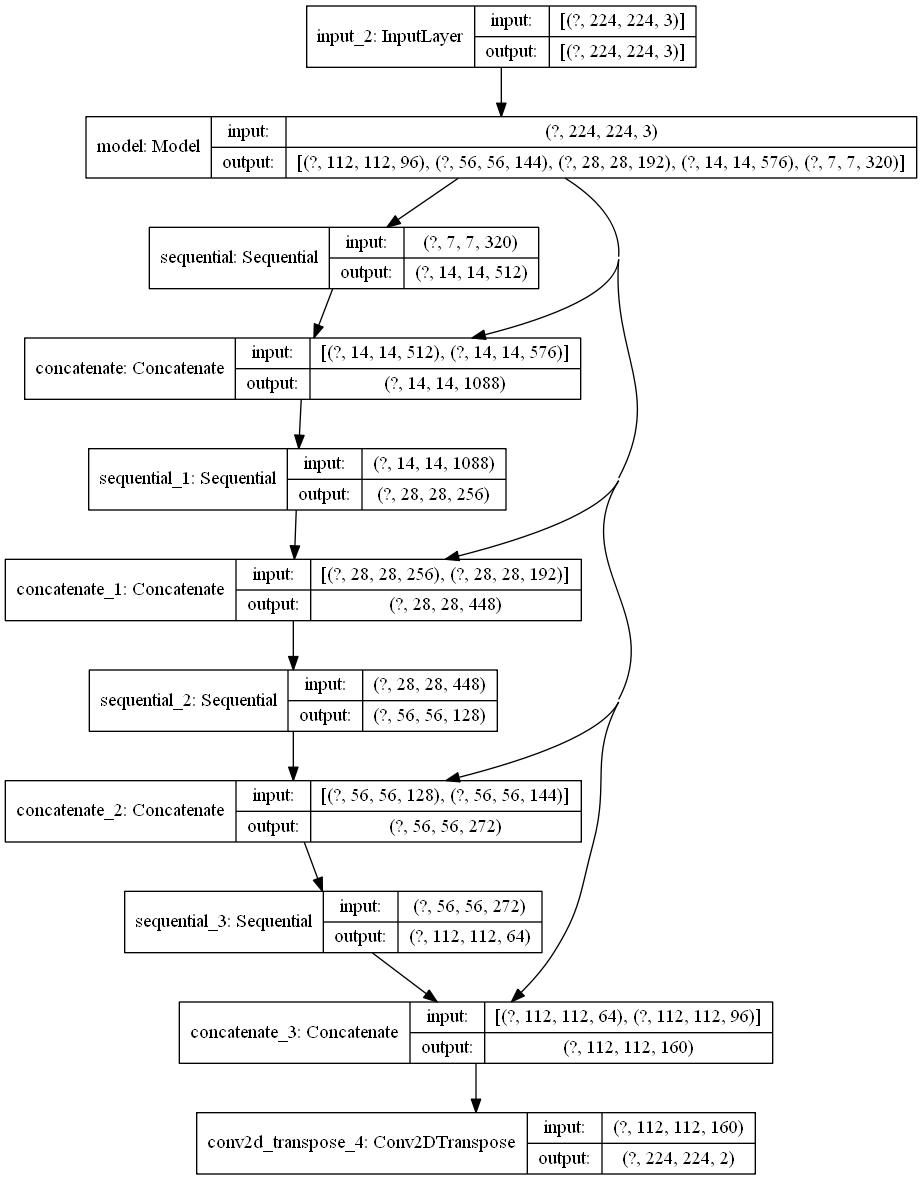 input_2: InputLayer
input: [(?, 224, 224, 3)]
output: [(?, 224, 224, 3)]
model: Model
input: (?, 224, 224, 3)
output: [(?, 112, 112, 96), (?, 56, 56, 144), (?, 28, 28, 192), (?, 14, 14, 576), (?, 7, 7, 320)]
sequential: Sequential
input: (?, 7, 7, 320)
output: (?, 14, 14, 512)
concatenate: Concatenate
input: [(?, 14, 14, 512), (?, 14, 14, 576)]
output: (?, 14, 14, 1088)
sequential_1: Sequential
input: (?, 14, 14, 1088)
output: (?, 28, 28, 256)
concatenate_1: Concatenate
input: [(?, 28, 28, 256), (?, 28, 28, 192)]
output: (?, 28, 28, 448)
sequential_2: Sequential
input: (?, 28, 28, 448)
output: (?, 56, 56, 128)
concatenate_2: Concatenate
input: [(?, 56, 56, 128), (?, 56, 56, 144)]
output: (?, 56, 56, 272)
sequential_3: Sequential
input: (?, 56, 56, 272)
output: (?, 112, 112, 64)
concatenate_3: Concatenate
input: [(?, 112, 112, 64), (?, 112, 112, 96)]
output: (?, 112, 112, 160)
conv2d_transpose_4: Conv2DTranspose
input: (?, 112, 112, 160)
output: (?, 224, 224, 2)